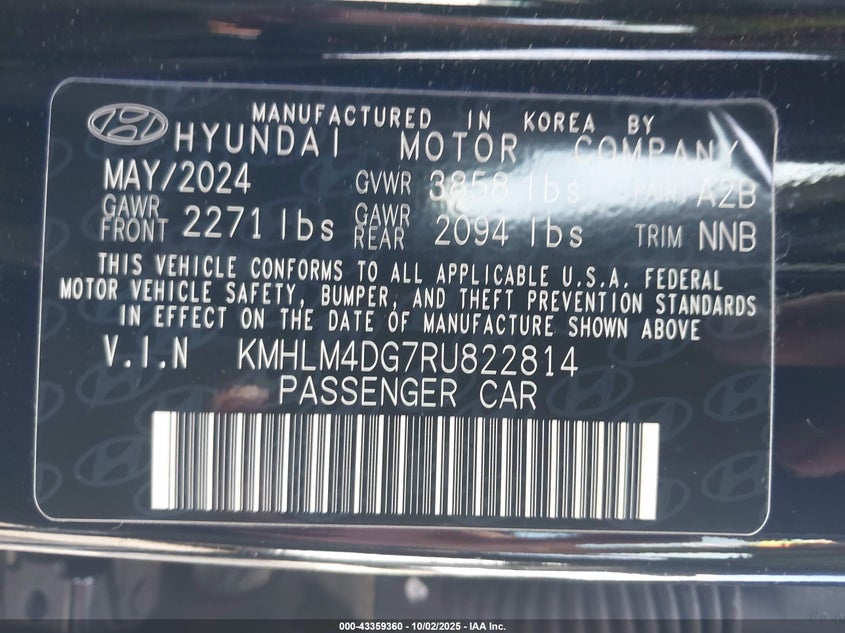 MANUFACTURED IN KOREA BY
HYUNDAI MOTOR COMPANY
MAY/2024 GVWR 3858 lbs PAINT A2B
GAWR FRONT 2271 lbs GAWR REAR 2094 lbs TRIM NNB
THIS VEHICLE CONFORMS TO ALL APPLICABLE U.S.A. FEDERAL
MOTOR VEHICLE SAFETY, BUMPER, AND THEFT PREVENTION STANDARDS
IN EFFECT ON THE DATE OF MANUFACTURE SHOWN ABOVE
V.I.N KMHLM4DG7RU822814
PASSENGER CAR
000-43359360 - 10/02/2025 - IAA Inc.